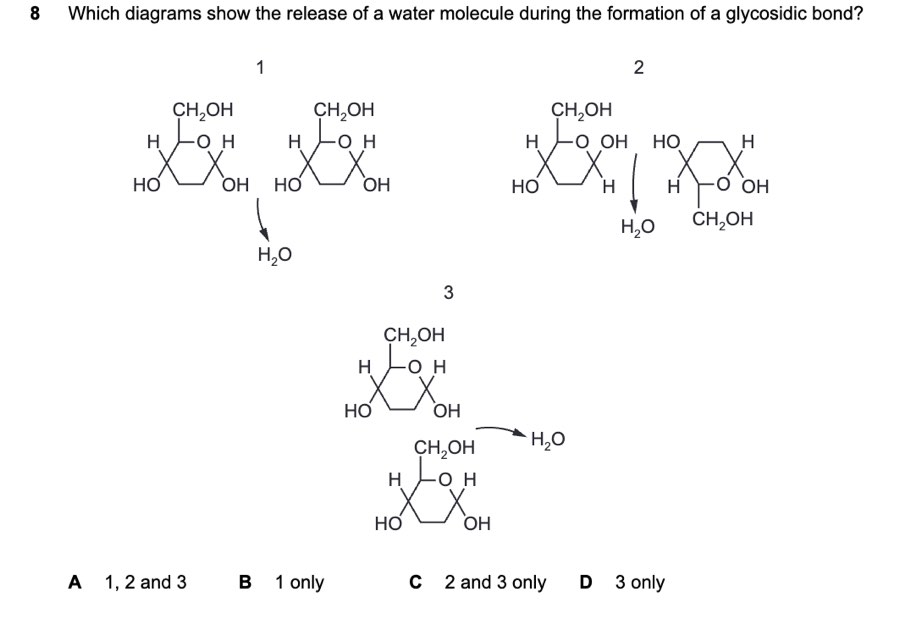 8 Which diagrams show the release of a water molecule during the formation of a glycosidic bond?
1 2
CH₂OH CH₂OH CH₂OH
H O H H O H H O OH HO H
HO OH HO OH HO H H O OH
H₂O CH₂OH
H₂O
3
CH₂OH
H O H
HO OH
H₂O
CH₂OH
H O H
HO OH
A 1, 2 and 3 B 1 only C 2 and 3 only D 3 only